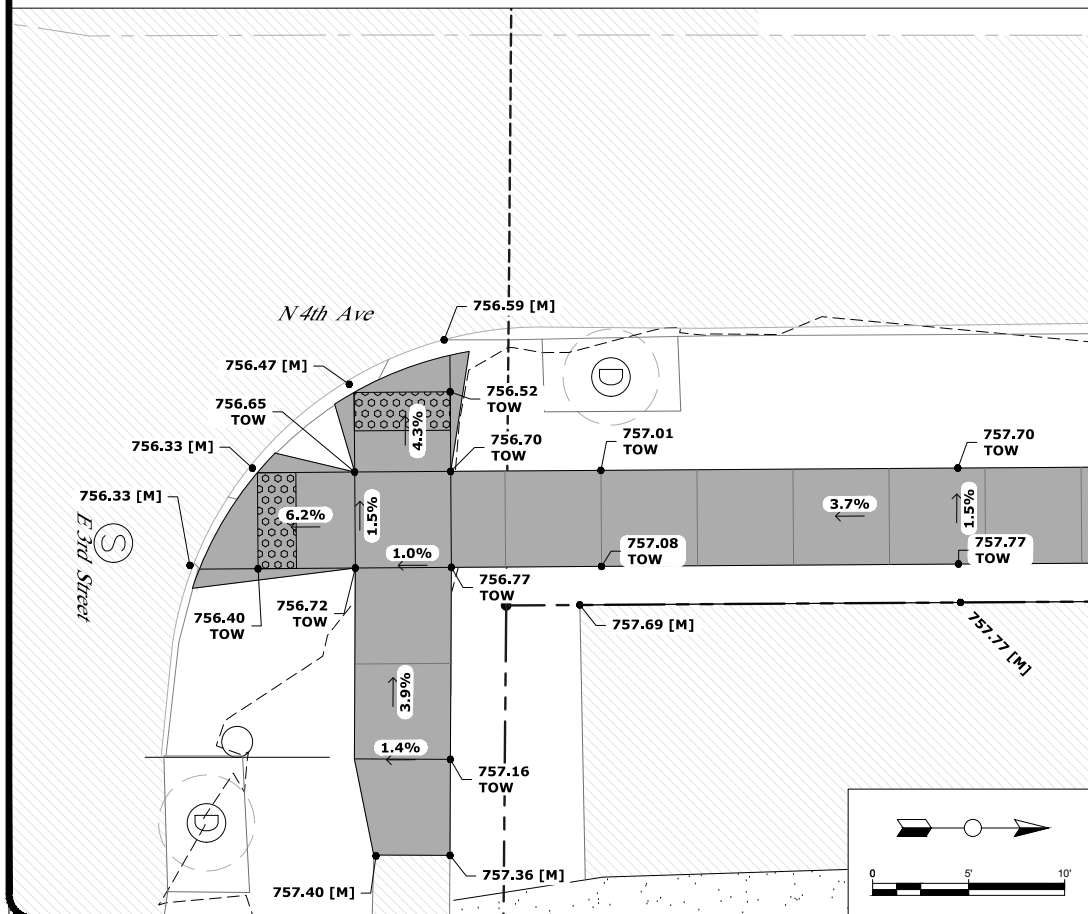 N 4th Ave
756.59 [M]
756.47 [M]
756.52
TOW
756.65
TOW
4.3%
756.33 [M]
756.70
TOW
757.01
TOW
757.70
TOW
756.33 [M]
6.2%
1.5%
3.7%
1.5%
S
E 3rd Street
D
1.0%
757.08
TOW
757.77
TOW
756.40
TOW
756.72
TOW
756.77
TOW
757.69 [M]
757.77 [M]
3.9%
1.4%
757.16
TOW
D
757.40 [M]
757.36 [M]
0 5' 10'